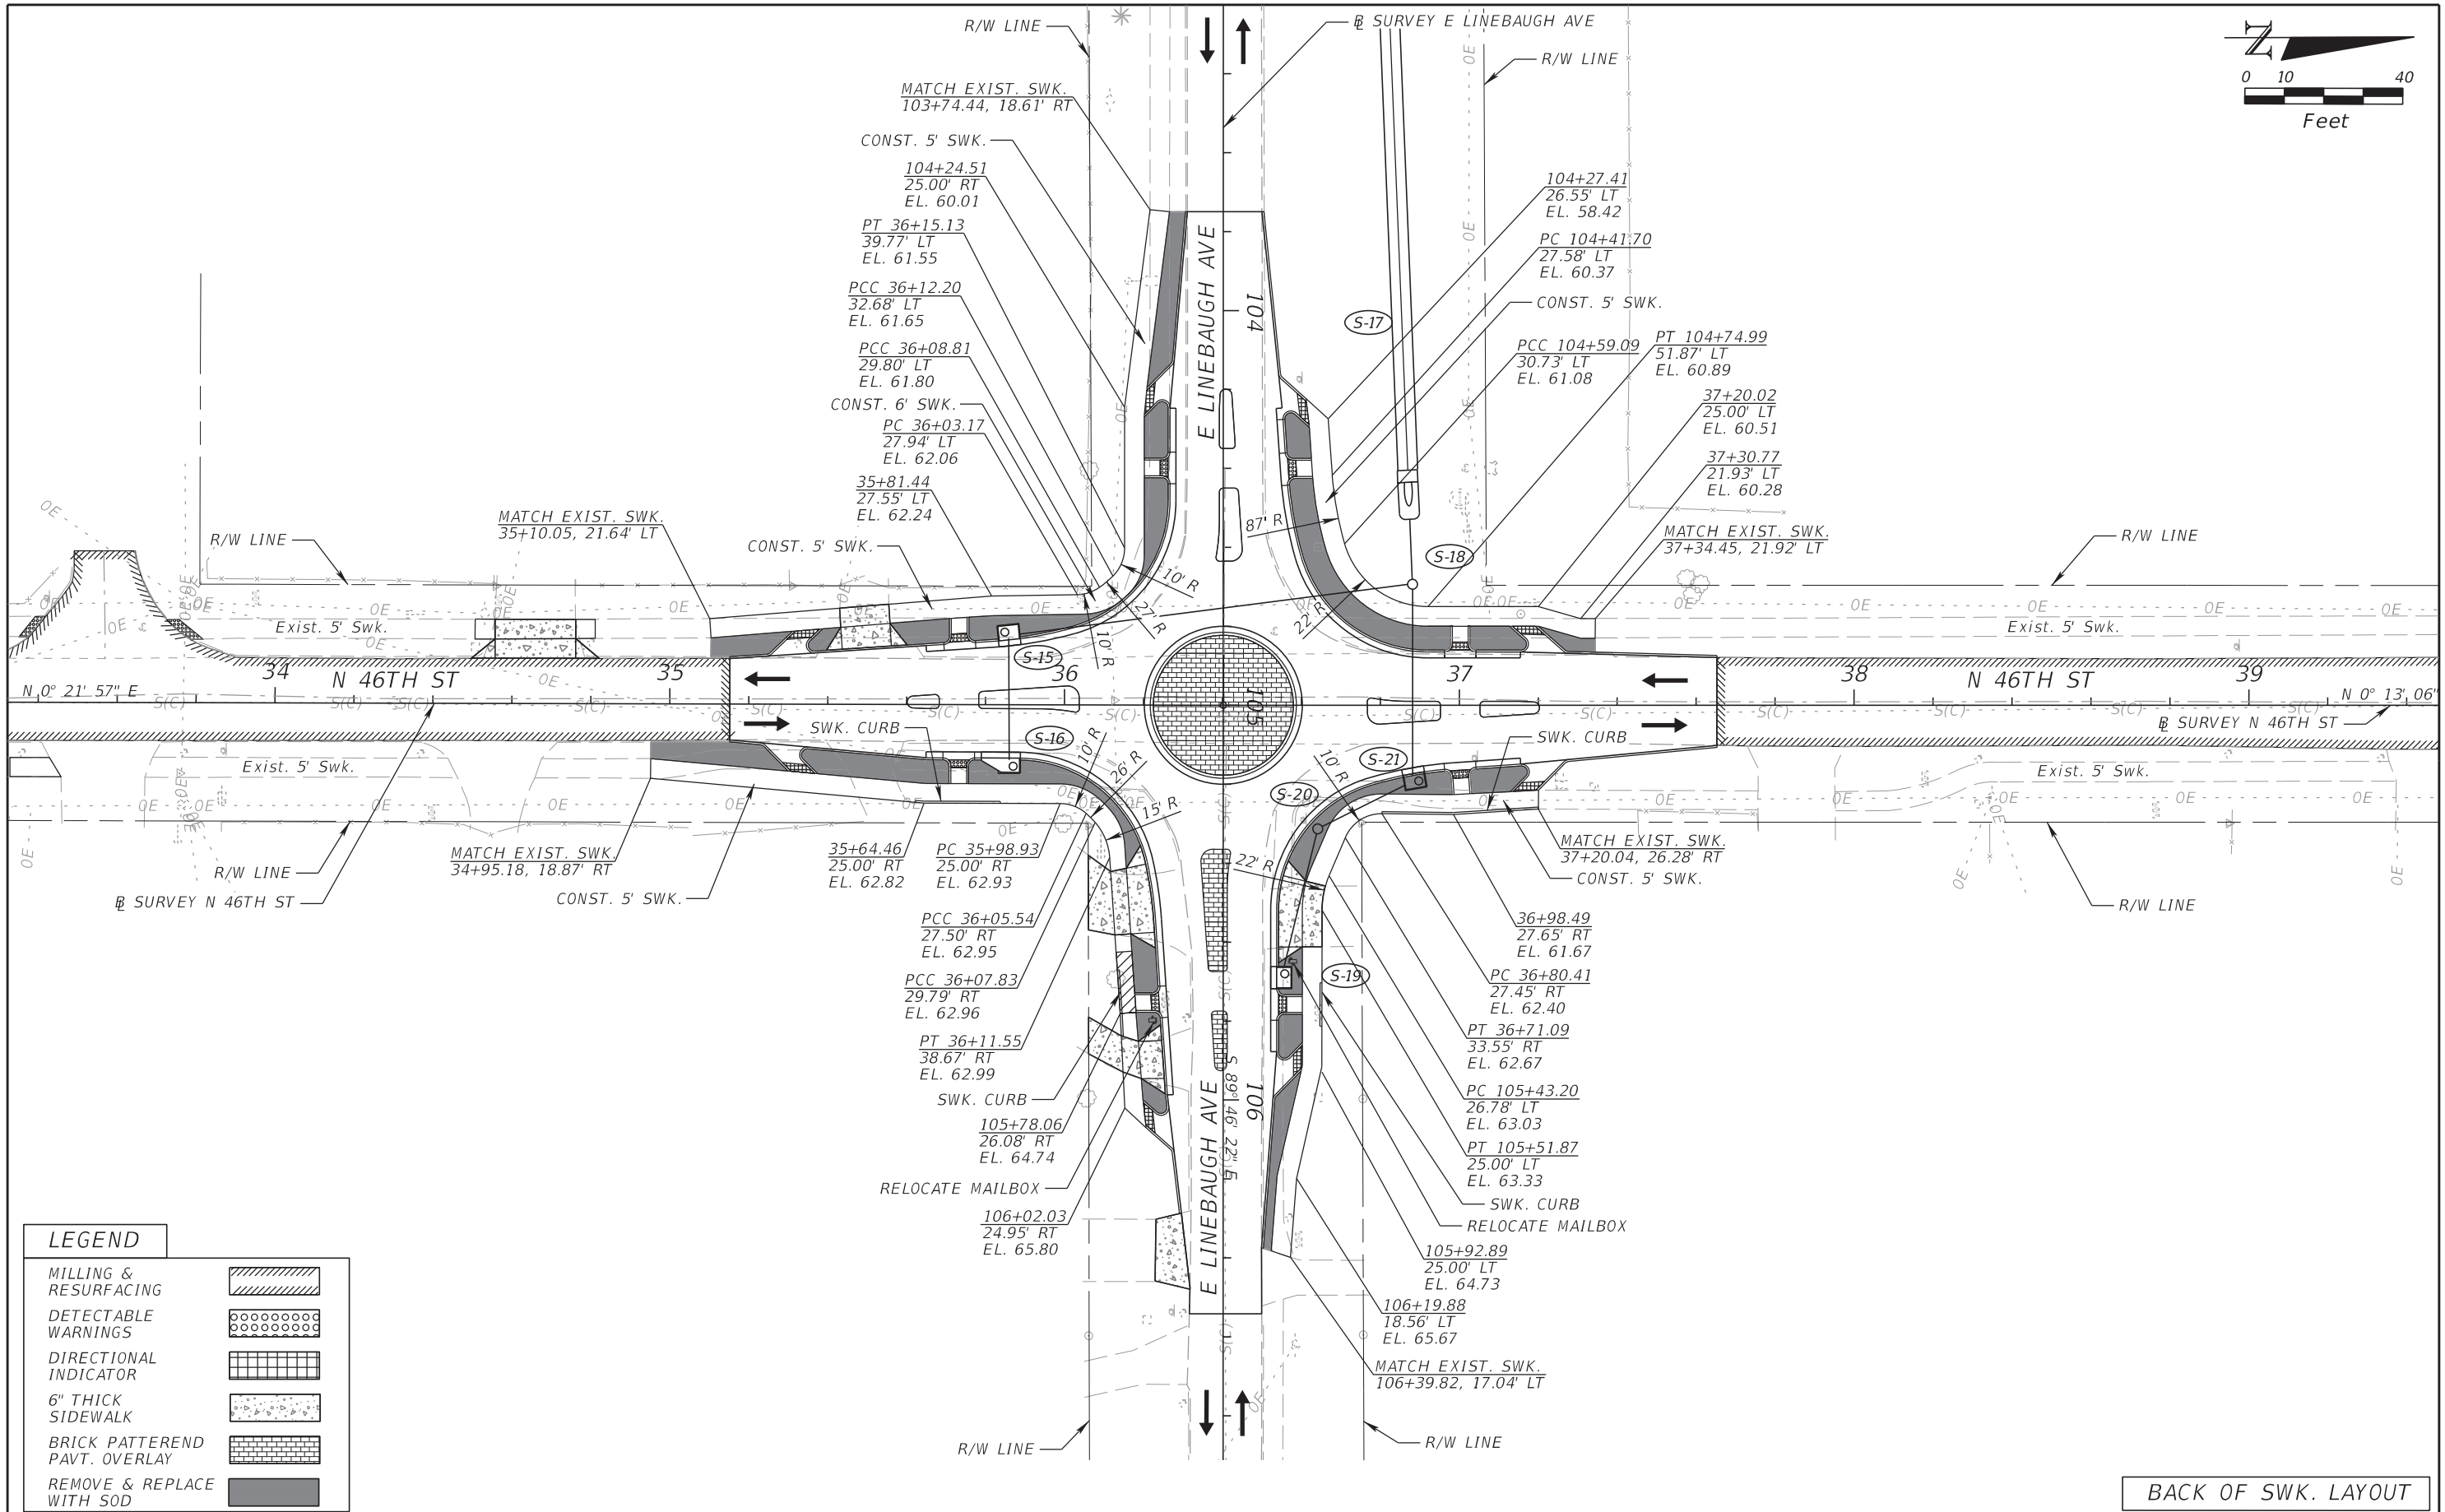 R/W LINE
⅊ SURVEY E LINEBAUGH AVE
R/W LINE
N
0 10 40
Feet
MATCH EXIST. SWK.
103+74.44, 18.61' RT
CONST. 5' SWK.
104+24.51
25.00' RT
EL. 60.01
PT 36+15.13
39.77' LT
EL. 61.55
PCC 36+12.20
32.68' LT
EL. 61.65
PCC 36+08.81
29.80' LT
EL. 61.80
CONST. 6' SWK.
PC 36+03.17
27.94' LT
EL. 62.06
35+81.44
27.55' LT
EL. 62.24
CONST. 5' SWK.
MATCH EXIST. SWK.
35+10.05, 21.64' LT
R/W LINE
E LINEBAUGH AVE
104
S-17
S-18
87' R
22' R
104+27.41
26.55' LT
EL. 58.42
PC 104+41.70
27.58' LT
EL. 60.37
CONST. 5' SWK.
PCC 104+59.09
30.73' LT
EL. 61.08
PT 104+74.99
51.87' LT
EL. 60.89
37+20.02
25.00' LT
EL. 60.51
37+30.77
21.93' LT
EL. 60.28
MATCH EXIST. SWK.
37+34.45, 21.92' LT
R/W LINE
10' R
27' R
10' R
Exist. 5' Swk.
Exist. 5' Swk.
S-15
34
35
36
37
38
39
N 46TH ST
N 46TH ST
N 0° 21' 57" E
N 0° 13' 06"
105
⅊ SURVEY N 46TH ST
SWK. CURB
S-16
10' R
26' R
15' R
10' R
S-21
SWK. CURB
S-20
22' R
Exist. 5' Swk.
Exist. 5' Swk.
MATCH EXIST. SWK.
34+95.18, 18.87' RT
R/W LINE
⅊ SURVEY N 46TH ST
CONST. 5' SWK.
35+64.46
25.00' RT
EL. 62.82
PC 35+98.93
25.00' RT
EL. 62.93
PCC 36+05.54
27.50' RT
EL. 62.95
PCC 36+07.83
29.79' RT
EL. 62.96
PT 36+11.55
38.67' RT
EL. 62.99
SWK. CURB
105+78.06
26.08' RT
EL. 64.74
RELOCATE MAILBOX
106+02.03
24.95' RT
EL. 65.80
MATCH EXIST. SWK.
37+20.04, 26.28' RT
CONST. 5' SWK.
R/W LINE
36+98.49
27.65' RT
EL. 61.67
S-19
PC 36+80.41
27.45' RT
EL. 62.40
PT 36+71.09
33.55' RT
EL. 62.67
PC 105+43.20
26.78' LT
EL. 63.03
PT 105+51.87
25.00' LT
EL. 63.33
SWK. CURB
RELOCATE MAILBOX
105+92.89
25.00' LT
EL. 64.73
106+19.88
18.56' LT
EL. 65.67
MATCH EXIST. SWK.
106+39.82, 17.04' LT
E LINEBAUGH AVE
S 89° 46' 22" E
106
R/W LINE
R/W LINE
LEGEND
MILLING &
RESURFACING
DETECTABLE
WARNINGS
DIRECTIONAL
INDICATOR
6" THICK
SIDEWALK
BRICK PATTEREND
PAVT. OVERLAY
REMOVE & REPLACE
WITH SOD
BACK OF SWK. LAYOUT